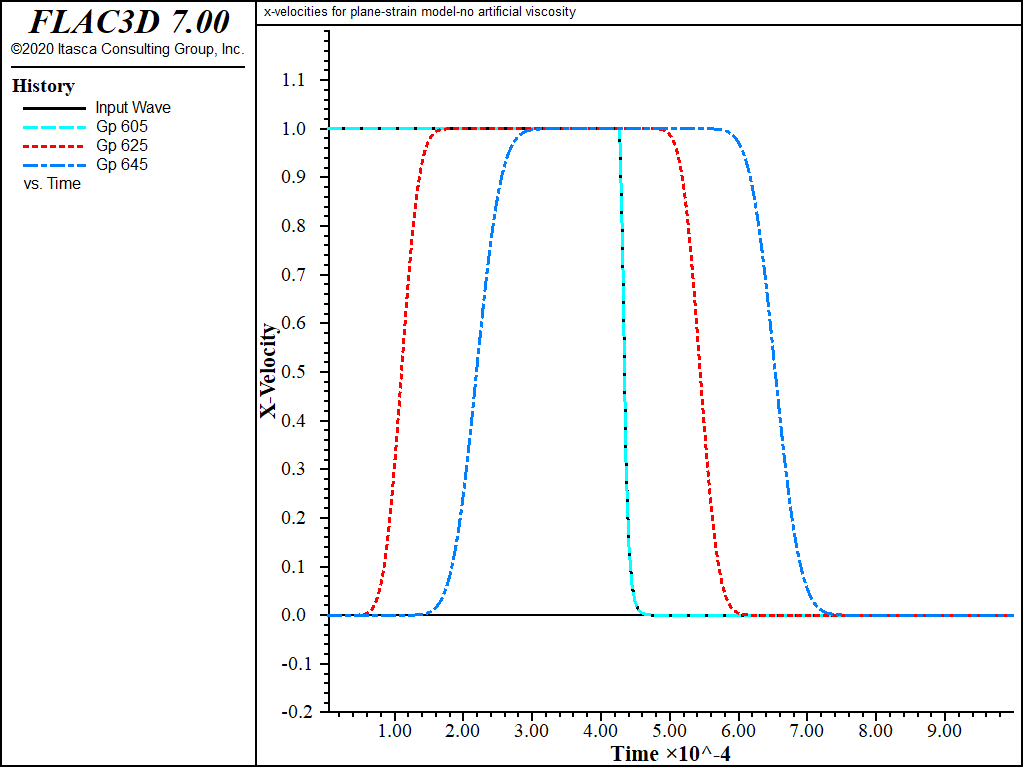 FLAC3D 7.00
©2020 Itasca Consulting Group, Inc.
History
Input Wave
Gp 605
Gp 625
Gp 645
vs. Time
x-velocities for plane-strain model-no artificial viscosity
1.1
1.0
0.9
0.8
0.7
0.6
0.5
0.4
0.3
0.2
0.1
0.0
-0.1
-0.2
X-Velocity
1.00 2.00 3.00 4.00 5.00 6.00 7.00 8.00 9.00
Time ×10^-4